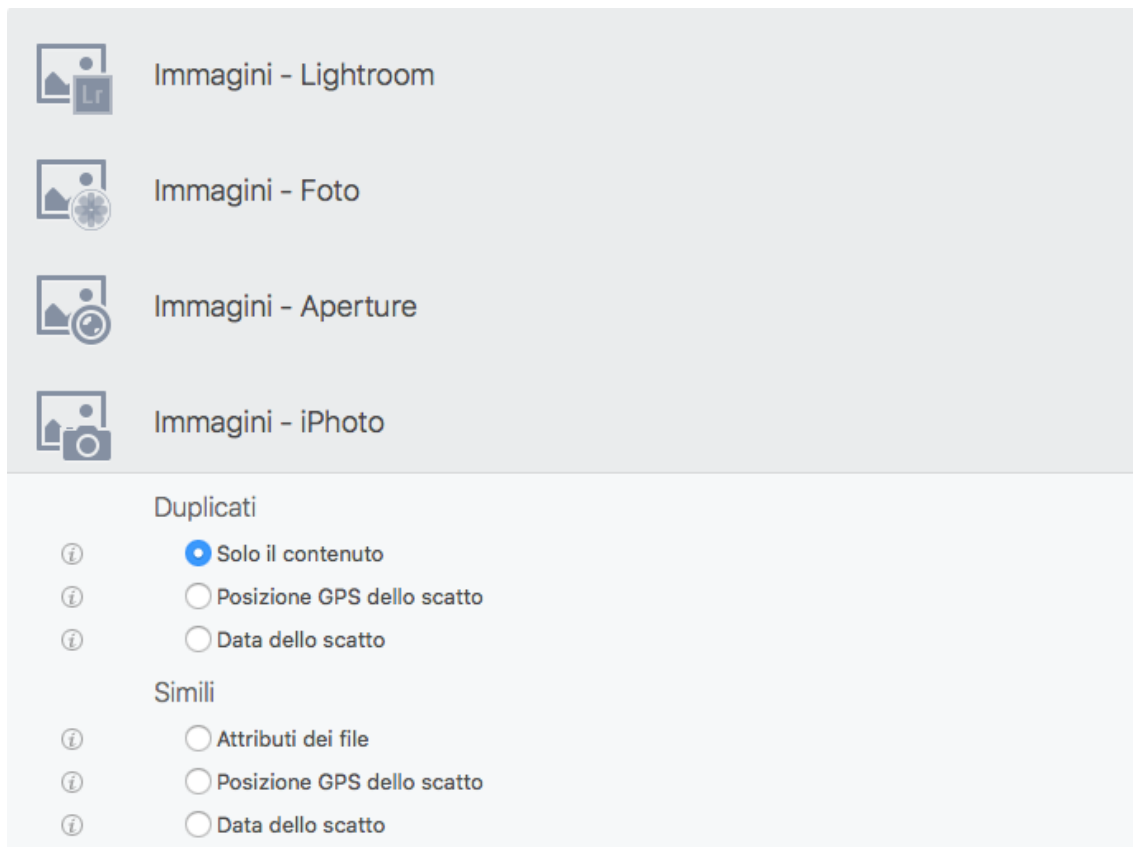 Lr
Immagini - Lightroom
Immagini - Foto
Immagini - Aperture
Immagini - iPhoto
Duplicati
i Solo il contenuto
i Posizione GPS dello scatto
i Data dello scatto
Simili
i Attributi dei file
i Posizione GPS dello scatto
i Data dello scatto